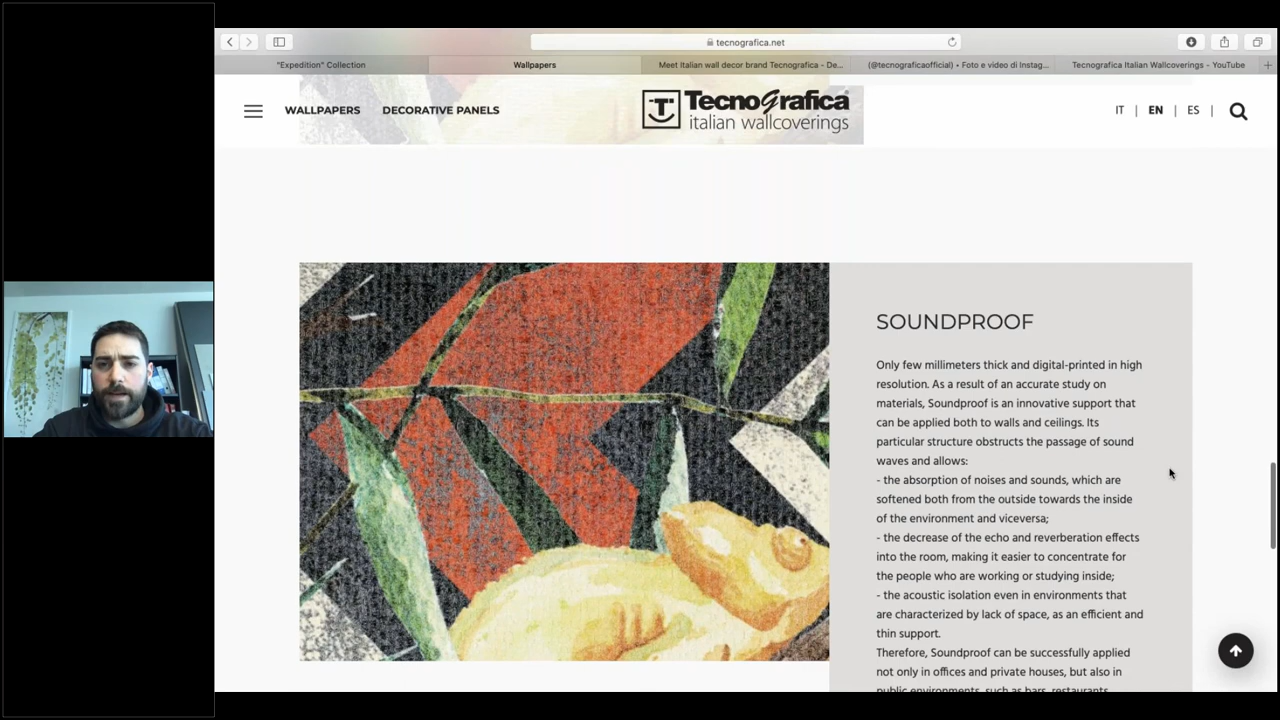 tecnografica.net
"Expedition" Collection
Wallpapers
Meet Italian wall decor brand Tecnografica - De...
(@tecnograficaofficial) • Foto e video di Instag...
Tecnografica Italian Wallcoverings - YouTube
WALLPAPERS
DECORATIVE PANELS
TecnoGrafica
italian wallcoverings
IT | EN | ES |
SOUNDPROOF
Only few millimeters thick and digital-printed in high
resolution. As a result of an accurate study on
materials, Soundproof is an innovative support that
can be applied both to walls and ceilings. Its
particular structure obstructs the passage of sound
waves and allows:
- the absorption of noises and sounds, which are
softened both from the outside towards the inside
of the environment and viceversa;
- the decrease of the echo and reverberation effects
into the room, making it easier to concentrate for
the people who are working or studying inside;
- the acoustic isolation even in environments that
are characterized by lack of space, as an efficient and
thin support.
Therefore, Soundproof can be successfully applied
not only in offices and private houses, but also in
public environments, such as bars, restaurants,